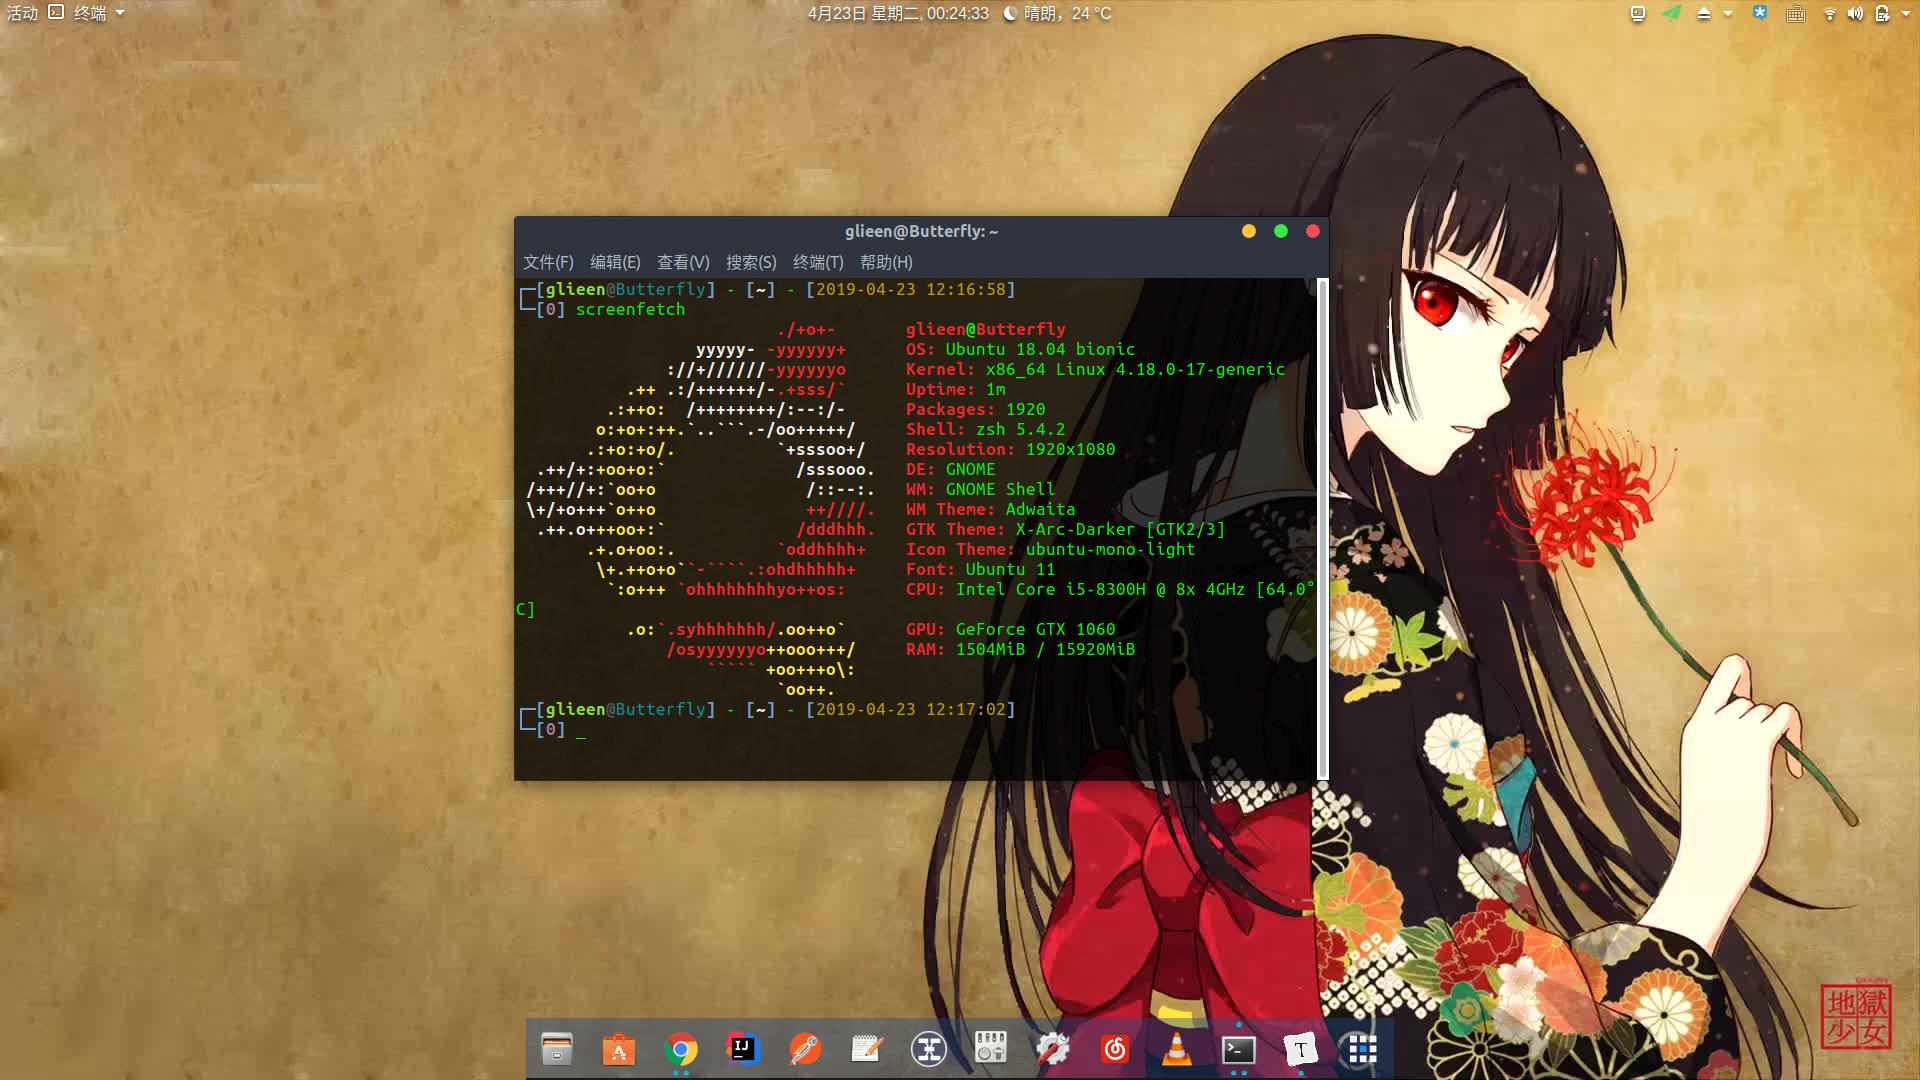 活动 终端 4月23日 星期二, 00:24:33 晴朗, 24 °C
glieen@Butterfly: ~
文件(F) 编辑(E) 查看(V) 搜索(S) 终端(T) 帮助(H)
┌─[glieen@Butterfly] - [~] - [2019-04-23 12:16:58]
└─[0] screenfetch
./+o+- glieen@Butterfly
yyyyy- -yyyyyy+ OS: Ubuntu 18.04 bionic
://+//////-yyyyyyo Kernel: x86_64 Linux 4.18.0-17-generic
.++ .:/++++++/-.+sss/` Uptime: 1m
.:++o: /++++++++/:--:/- Packages: 1920
o:+o+:++.`..```.-/oo+++++/ Shell: zsh 5.4.2
.:+o:+o/. `+sssoo+/ Resolution: 1920x1080
.++/+:+oo+o:` /sssooo. DE: GNOME
/+++//+:`oo+o /::--:. WM: GNOME Shell
\+/+o+++`o++o ++////. WM Theme: Adwaita
.++.o+++oo+:` /dddhhh. GTK Theme: X-Arc-Darker [GTK2/3]
.+.o+oo:. `oddhhhh+ Icon Theme: ubuntu-mono-light
\+.++o+o``-````.:ohdhhhhh+ Font: Ubuntu 11
`:o+++ `ohhhhhhhhyo++os: CPU: Intel Core i5-8300H @ 8x 4GHz [64.0°
C]
.o:`.syhhhhhhh/.oo++o` GPU: GeForce GTX 1060
/osyyyyyyo++ooo+++/ RAM: 1504MiB / 15920MiB
````` +oo+++o\:
`oo++.
┌─[glieen@Butterfly] - [~] - [2019-04-23 12:17:02]
└─[0] _
地獄
少女
IJ
T